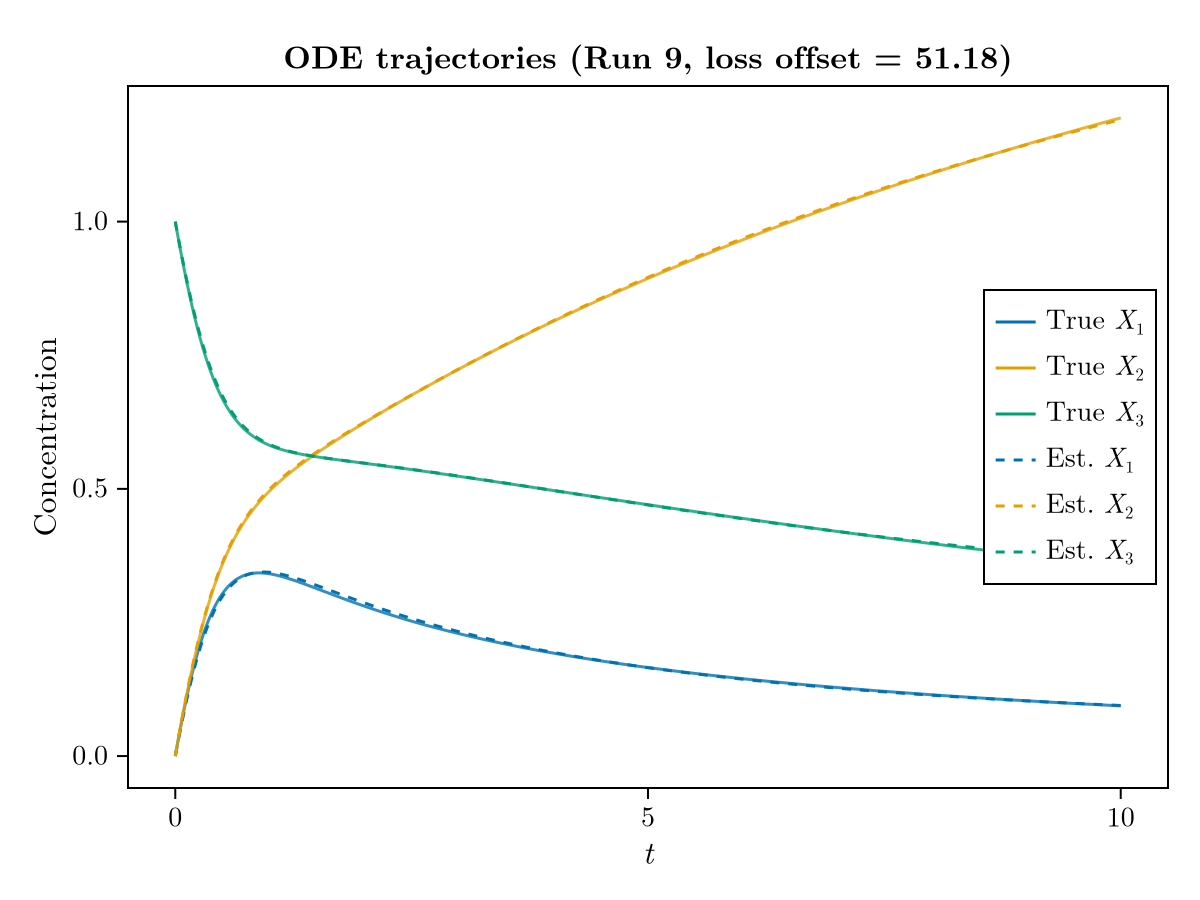 ODE trajectories (Run 9, loss offset = 51.18)
Concentration
1.0
0.5
0.0
True X₁
True X₂
True X₃
Est. X₁
Est. X₂
Est. X₃
0 5 10
t